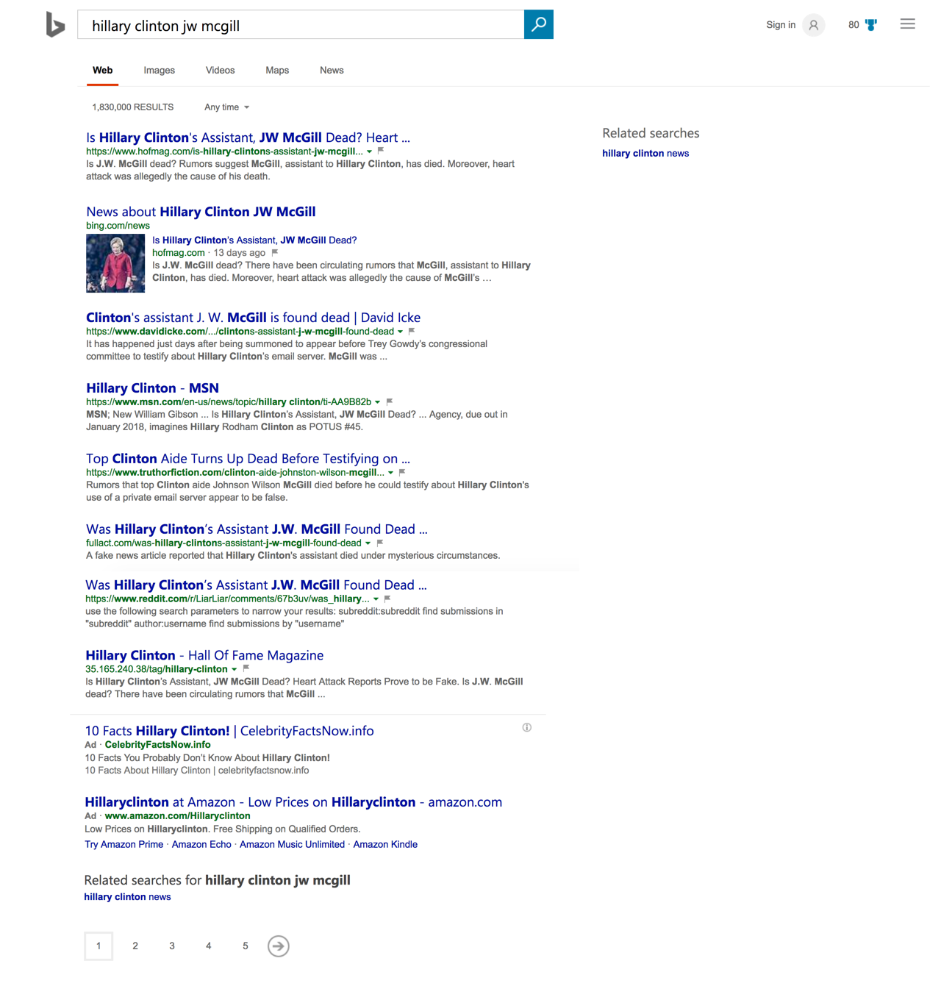 hillary clinton jw mcgill
Sign in
80
Web Images Videos Maps News
1,830,000 RESULTS Any time
Is Hillary Clinton's Assistant, JW McGill Dead? Heart ...
https://www.hofmag.com/is-hillary-clintons-assistant-jw-mcgill...
Is J.W. McGill dead? Rumors suggest McGill, assistant to Hillary Clinton, has died. Moreover, heart
attack was allegedly the cause of his death.
Related searches
hillary clinton news
News about Hillary Clinton JW McGill
bing.com/news
Is Hillary Clinton's Assistant, JW McGill Dead?
hofmag.com · 13 days ago
Is J.W. McGill dead? There have been circulating rumors that McGill, assistant to Hillary
Clinton, has died. Moreover, heart attack was allegedly the cause of McGill's …
Clinton's assistant J. W. McGill is found dead | David Icke
https://www.davidicke.com/.../clintons-assistant-j-w-mcgill-found-dead
It has happened just days after being summoned to appear before Trey Gowdy's congressional
committee to testify about Hillary Clinton's email server. McGill was ...
Hillary Clinton - MSN
https://www.msn.com/en-us/news/topic/hillary clinton/ti-AA9B82b
MSN; New William Gibson ... Is Hillary Clinton's Assistant, JW McGill Dead? ... Agency, due out in
January 2018, imagines Hillary Rodham Clinton as POTUS #45.
Top Clinton Aide Turns Up Dead Before Testifying on ...
https://www.truthorfiction.com/clinton-aide-johnston-wilson-mcgill...
Rumors that top Clinton aide Johnson Wilson McGill died before he could testify about Hillary Clinton's
use of a private email server appear to be false.
Was Hillary Clinton's Assistant J.W. McGill Found Dead ...
fullact.com/was-hillary-clintons-assistant-j-w-mcgill-found-dead
A fake news article reported that Hillary Clinton's assistant died under mysterious circumstances.
Was Hillary Clinton's Assistant J.W. McGill Found Dead ...
https://www.reddit.com/r/LiarLiar/comments/67b3uv/was_hillary...
use the following search parameters to narrow your results: subreddit:subreddit find submissions in
"subreddit" author:username find submissions by "username"
Hillary Clinton - Hall Of Fame Magazine
35.165.240.38/tag/hillary-clinton
Is Hillary Clinton's Assistant, JW McGill Dead? Heart Attack Reports Prove to be Fake. Is J.W. McGill
dead? There have been circulating rumors that McGill ...
10 Facts Hillary Clinton! | CelebrityFactsNow.info
Ad · CelebrityFactsNow.info
10 Facts You Probably Don't Know About Hillary Clinton!
10 Facts About Hillary Clinton | celebrityfactsnow.info
Hillaryclinton at Amazon - Low Prices on Hillaryclinton - amazon.com
Ad · www.amazon.com/Hillaryclinton
Low Prices on Hillaryclinton. Free Shipping on Qualified Orders.
Try Amazon Prime · Amazon Echo · Amazon Music Unlimited · Amazon Kindle
Related searches for hillary clinton jw mcgill
hillary clinton news
1 2 3 4 5